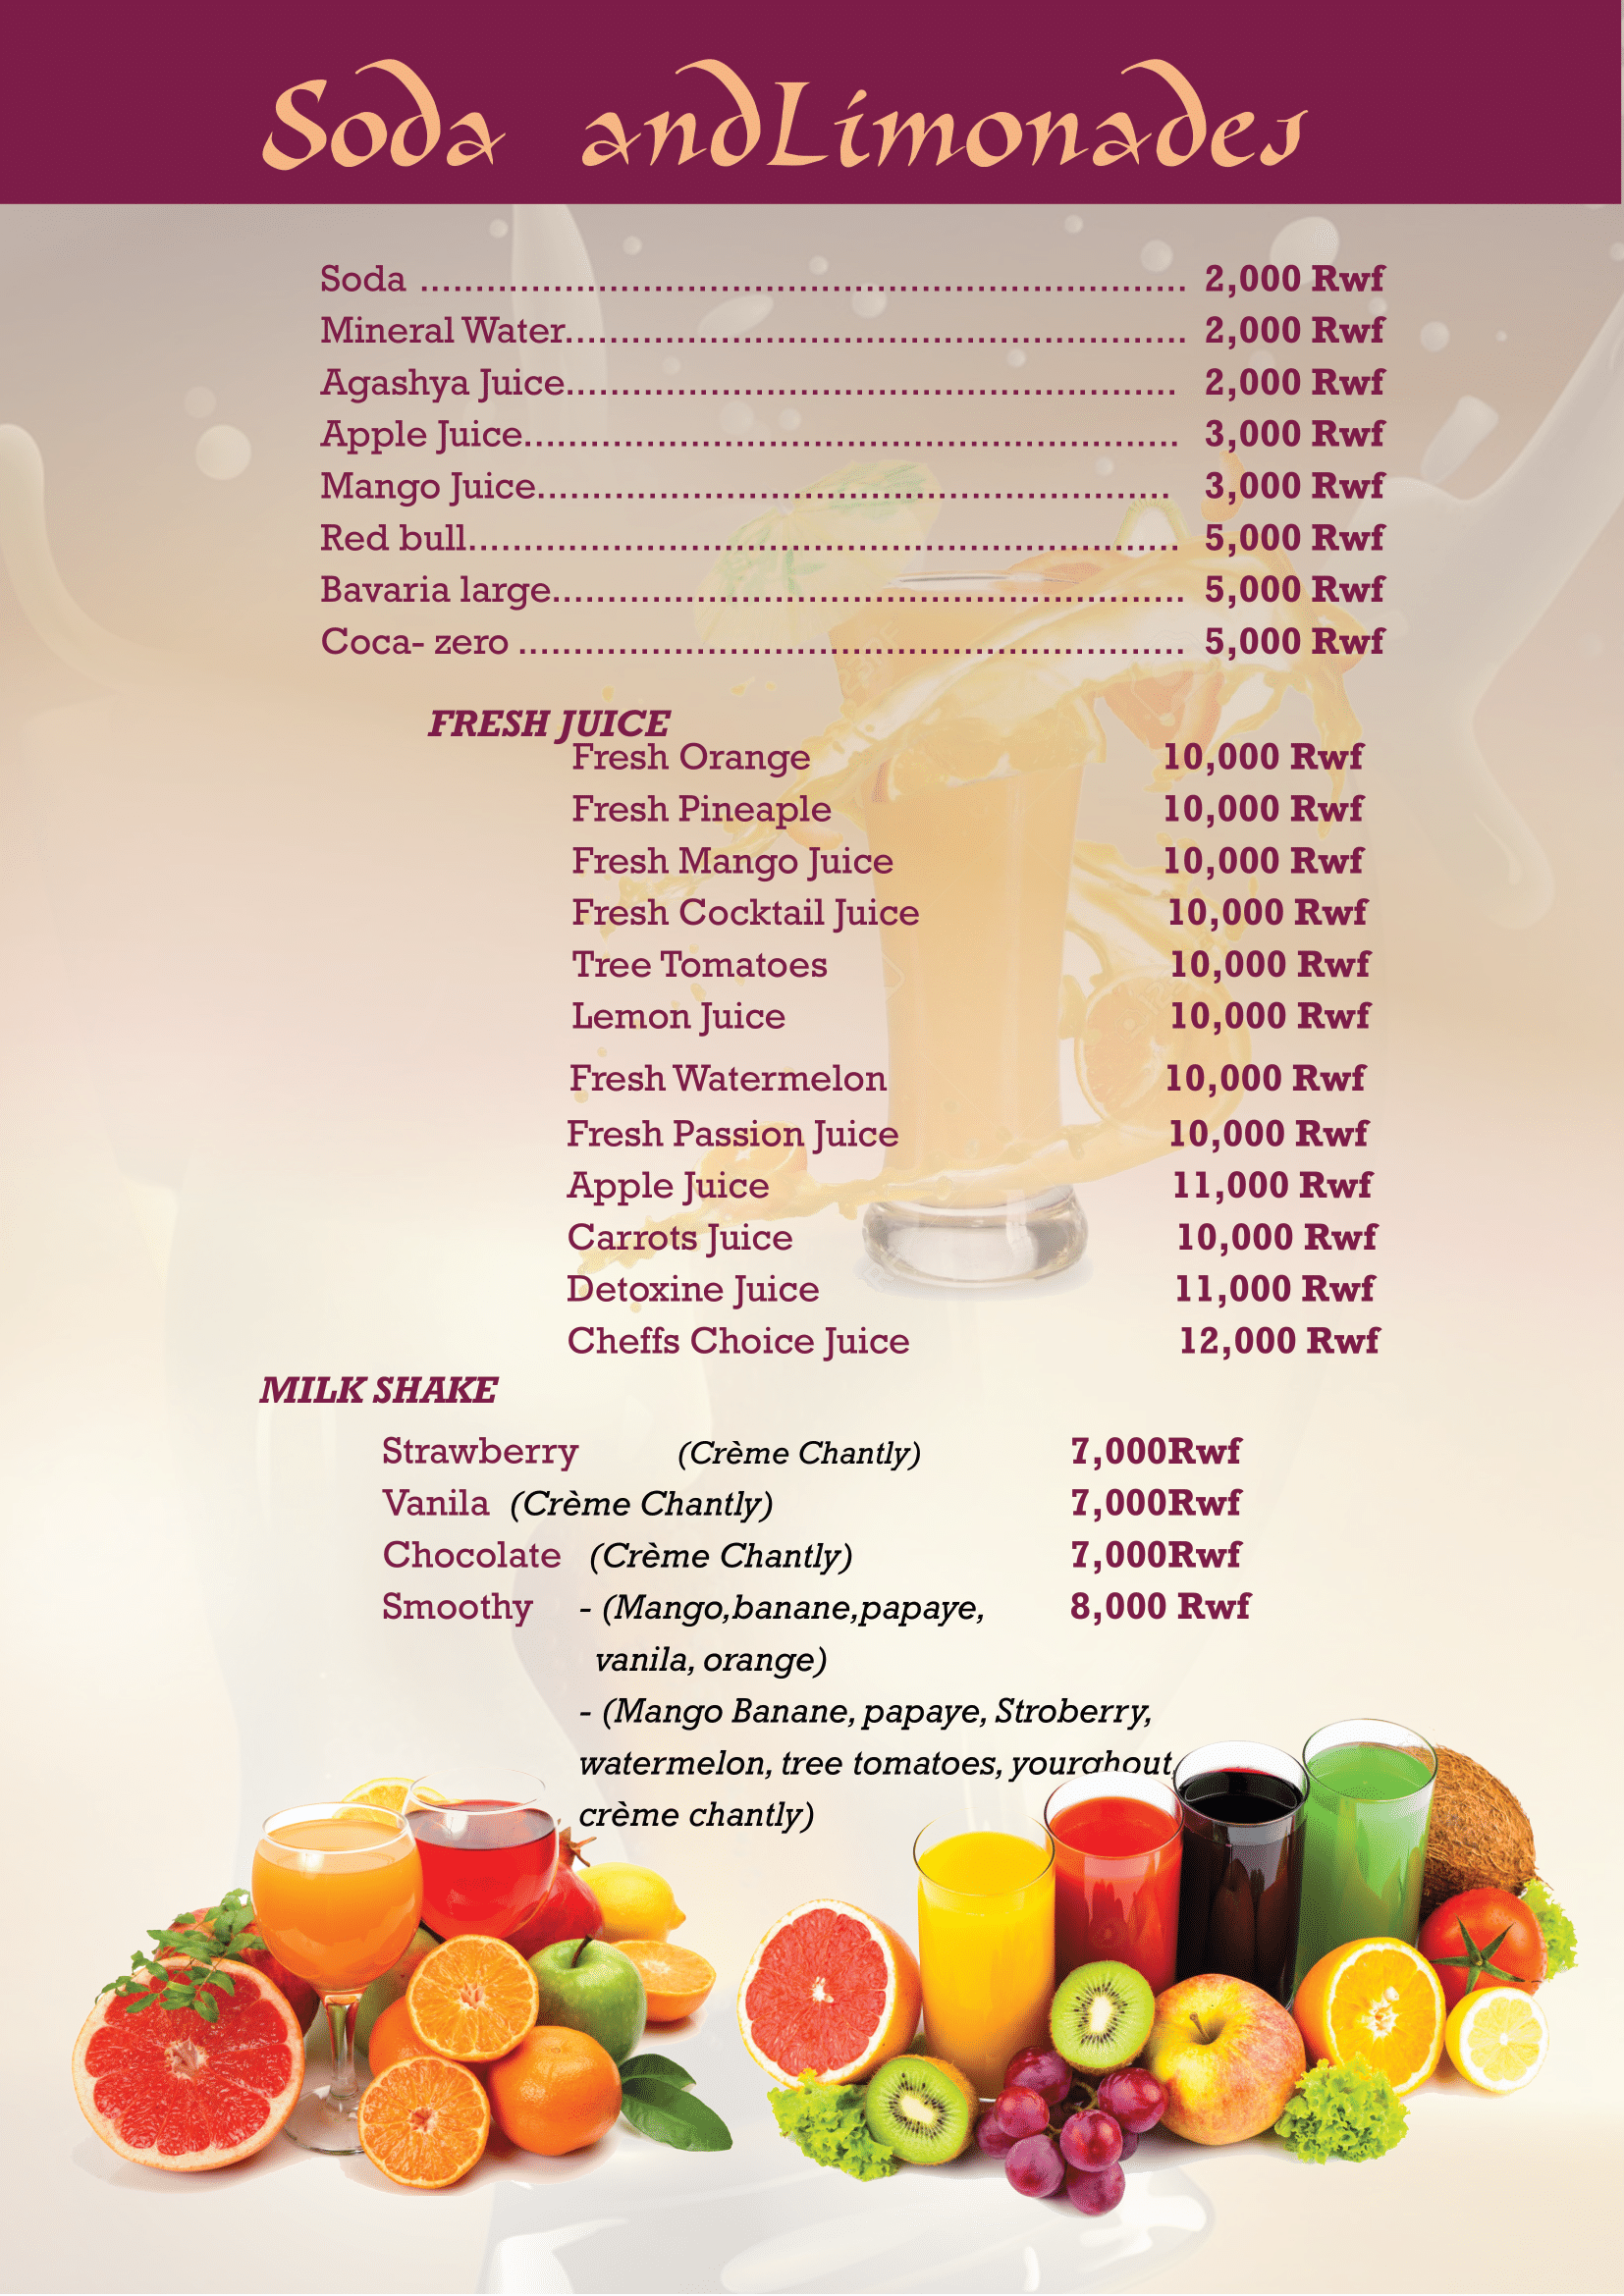 Soda andLimonades
Soda ........................................................................ 2,000 Rwf
Mineral Water.......................................................... 2,000 Rwf
Agashya Juice......................................................... 2,000 Rwf
Apple Juice............................................................. 3,000 Rwf
Mango Juice........................................................... 3,000 Rwf
Red bull.................................................................. 5,000 Rwf
Bavaria large........................................................... 5,000 Rwf
Coca- zero .............................................................. 5,000 Rwf
FRESH JUICE
Fresh Orange 10,000 Rwf
Fresh Pineaple 10,000 Rwf
Fresh Mango Juice 10,000 Rwf
Fresh Cocktail Juice 10,000 Rwf
Tree Tomatoes 10,000 Rwf
Lemon Juice 10,000 Rwf
Fresh Watermelon 10,000 Rwf
Fresh Passion Juice 10,000 Rwf
Apple Juice 11,000 Rwf
Carrots Juice 10,000 Rwf
Detoxine Juice 11,000 Rwf
Cheffs Choice Juice 12,000 Rwf
MILK SHAKE
Strawberry (Crème Chantly) 7,000Rwf
Vanila (Crème Chantly) 7,000Rwf
Chocolate (Crème Chantly) 7,000Rwf
Smoothy - (Mango,banane,papaye, 8,000 Rwf
vanila, orange)
- (Mango Banane, papaye, Stroberry,
watermelon, tree tomatoes, yourghout,
crème chantly)